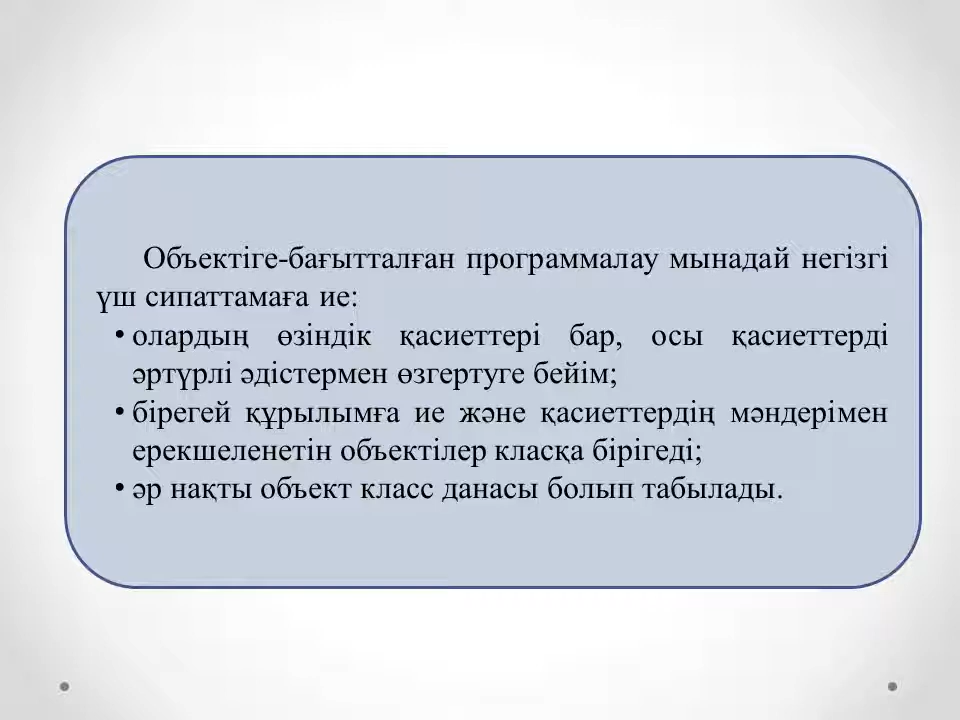 Объектіге-бағытталған программалау мынадай негізгі
үш сипаттамаға ие:
• олардың өзіндік қасиеттері бар, осы қасиеттерді
әртүрлі әдістермен өзгертуге бейім;
• бірегей құрылымға ие және қасиеттердің мәндерімен
ерекшеленетін объектілер класқа бірігеді;
• әр нақты объект класс данасы болып табылады.